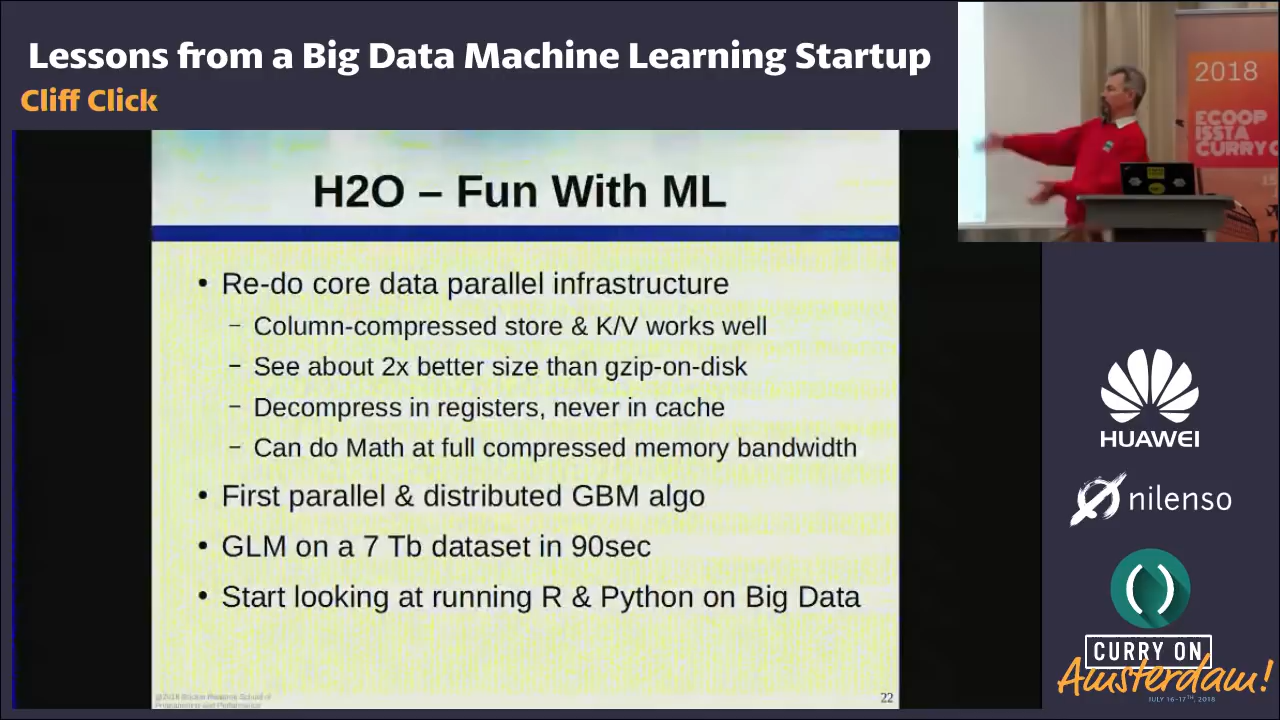 Lessons from a Big Data Machine Learning Startup
Cliff Click
2018
ECOOP
ISSTA
CURRY
H2O – Fun With ML
• Re-do core data parallel infrastructure
– Column-compressed store & K/V works well
– See about 2x better size than gzip-on-disk
– Decompress in registers, never in cache
– Can do Math at full compressed memory bandwidth
• First parallel & distributed GBM algo
• GLM on a 7 Tb dataset in 90sec
• Start looking at running R & Python on Big Data
22
HUAWEI
nilenso
CURRY ON
Amsterdam!
JULY 16-17TH, 2018